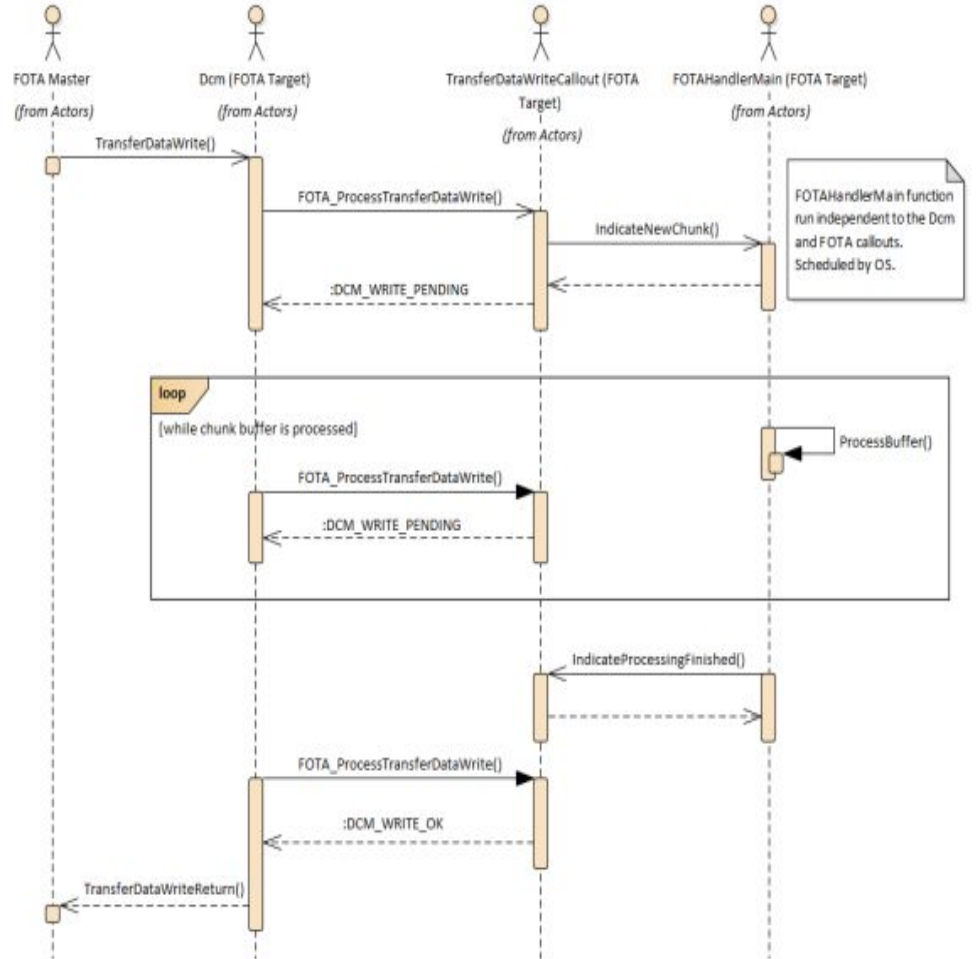 FOTA Master
(from Actors)
Dcm (FOTA Target)
(from Actors)
TransferDataWriteCallout (FOTA
Target)
(from Actors)
FOTAHandlerMain (FOTA Target)
(from Actors)
TransferDataWrite()
FOTA_ProcessTransferDataWrite()
IndicateNewChunk()
FOTAHandlerMain function
run independent to the Dcm
and FOTA callouts.
Scheduled by OS.
:DCM_WRITE_PENDING
loop
[while chunk buffer is processed]
ProcessBuffer()
FOTA_ProcessTransferDataWrite()
:DCM_WRITE_PENDING
IndicateProcessingFinished()
FOTA_ProcessTransferDataWrite()
:DCM_WRITE_OK
TransferDataWriteReturn()